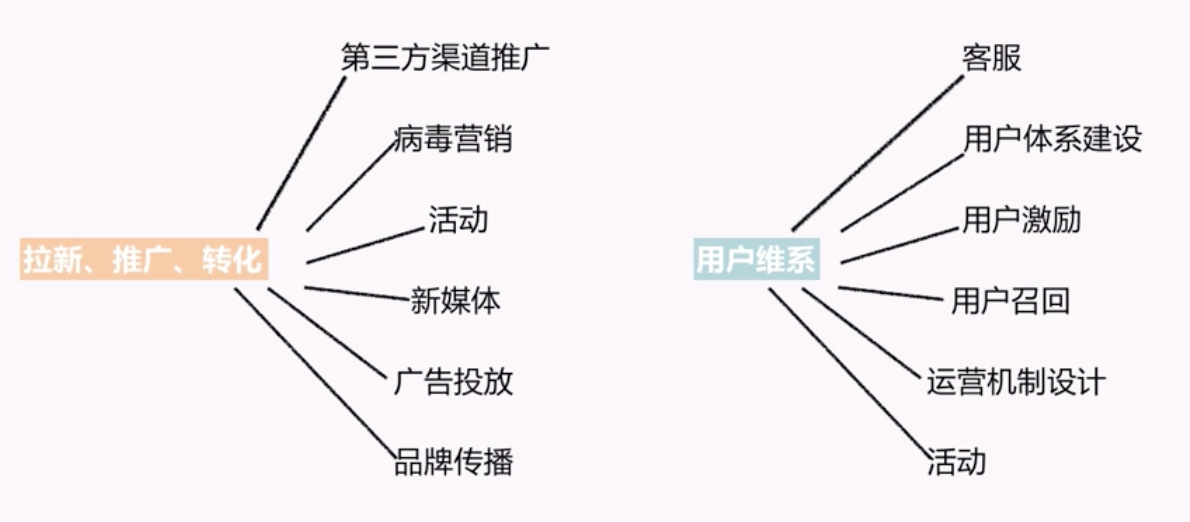 第三方渠道推广
病毒营销
活动
拉新、推广、转化
新媒体
广告投放
品牌传播
客服
用户体系建设
用户激励
用户维系
用户召回
运营机制设计
活动